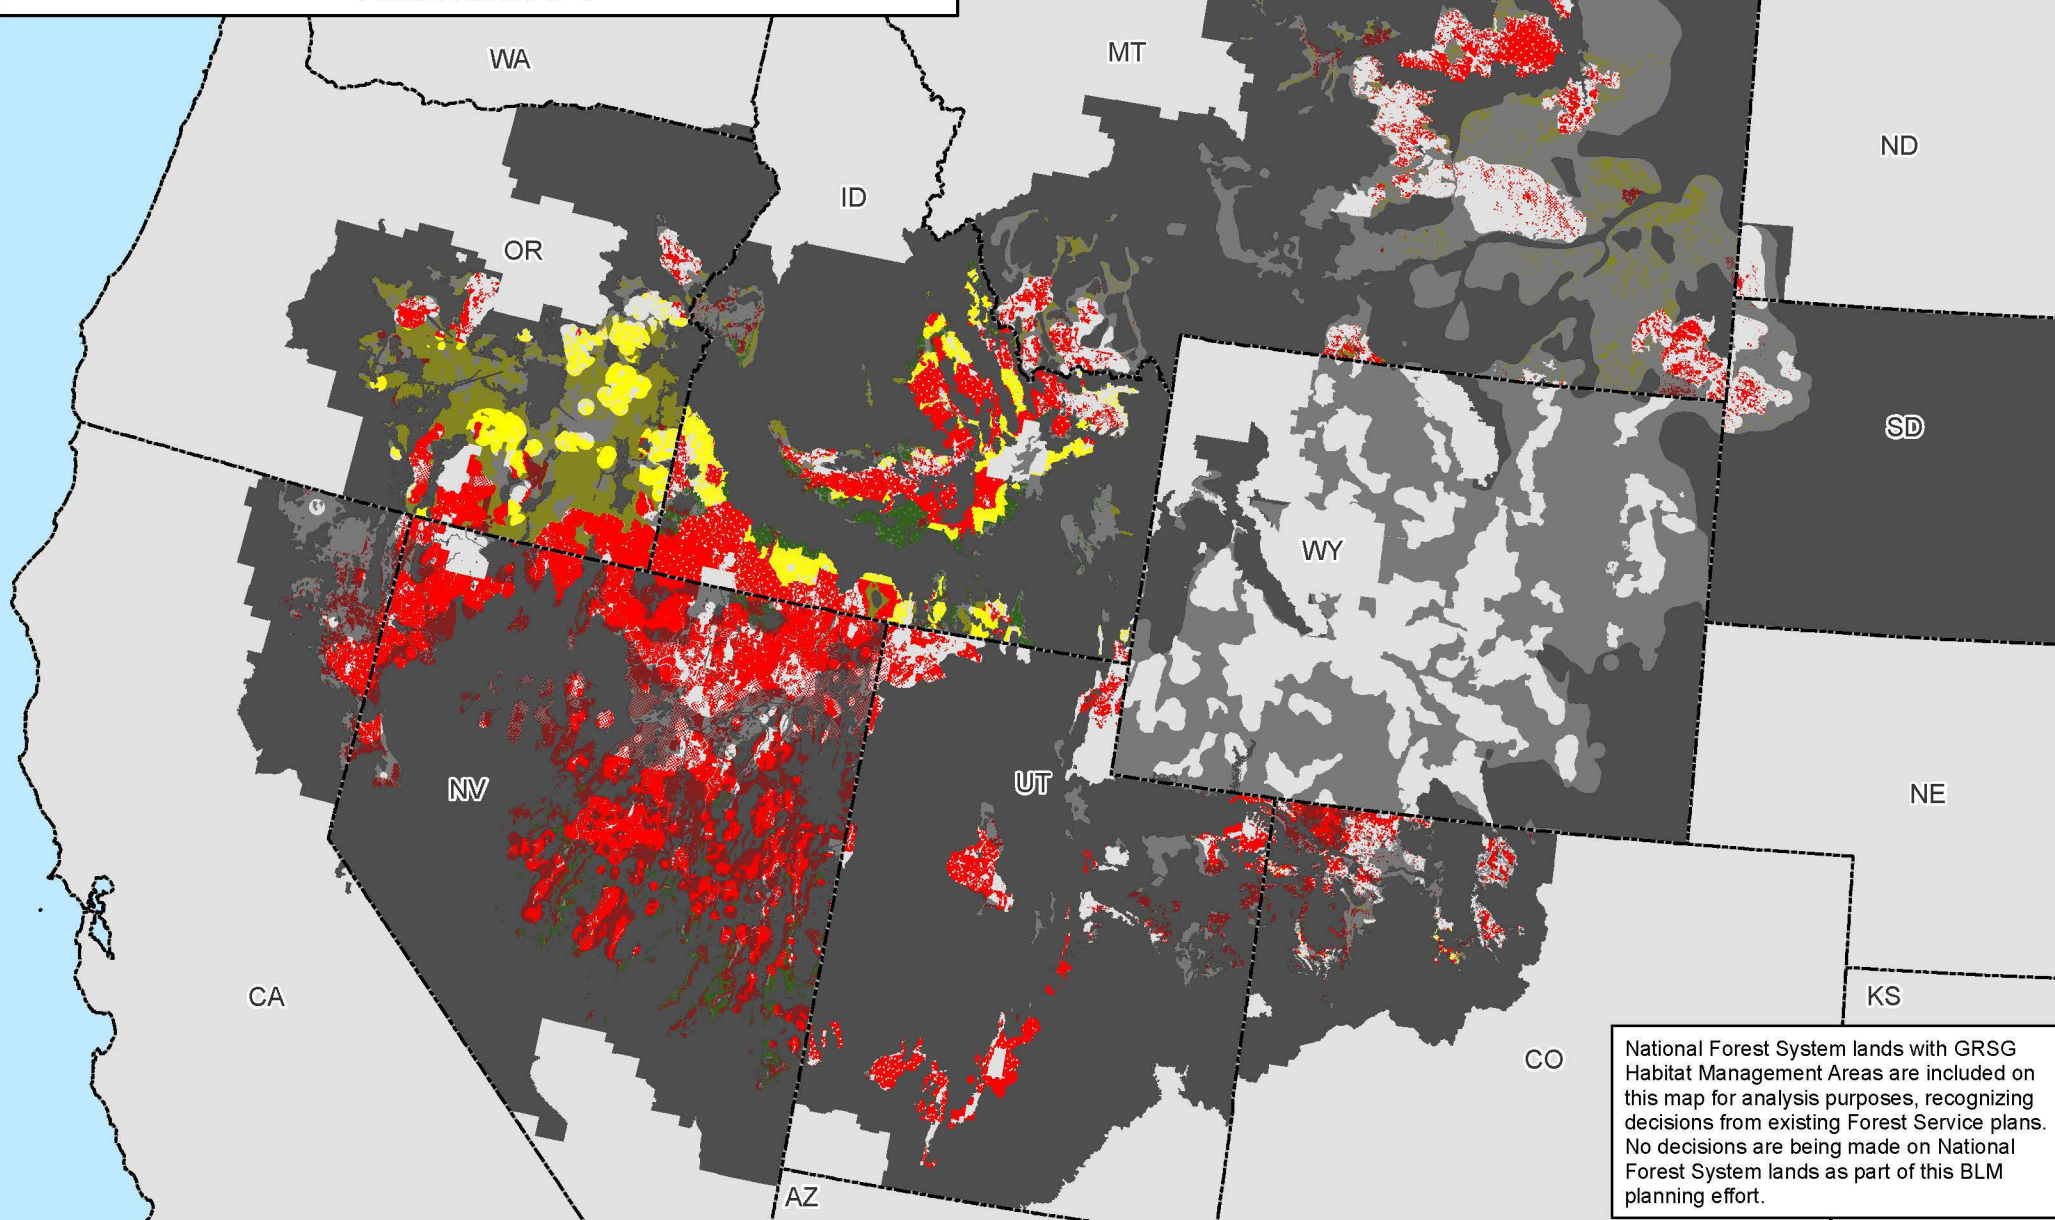 WA
MT
ND
ID
OR
SD
WY
NV
UT
NE
CA
KS
CO
AZ
National Forest System lands with GRSG
Habitat Management Areas are included on
this map for analysis purposes, recognizing
decisions from existing Forest Service plans.
No decisions are being made on National
Forest System lands as part of this BLM
planning effort.